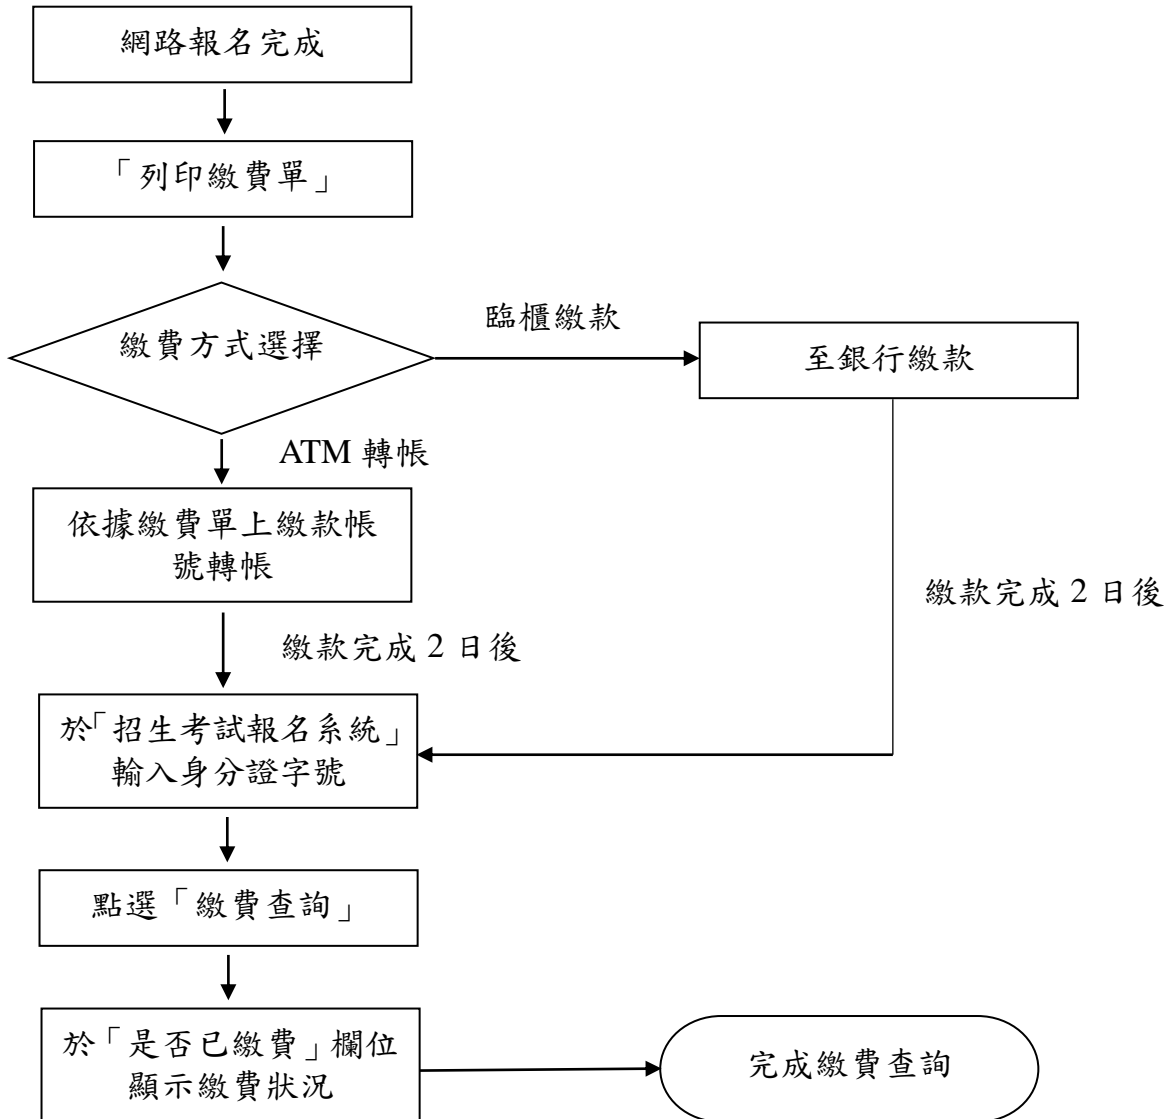 網路報名完成
「列印繳費單」
繳費方式選擇
臨櫃繳款
至銀行繳款
ATM 轉帳
依據繳費單上繳款帳
號轉帳
繳款完成 2 日後
繳款完成 2 日後
於「招生考試報名系統」
輸入身分證字號
點選「繳費查詢」
於「是否已繳費」欄位
顯示繳費狀況
完成繳費查詢